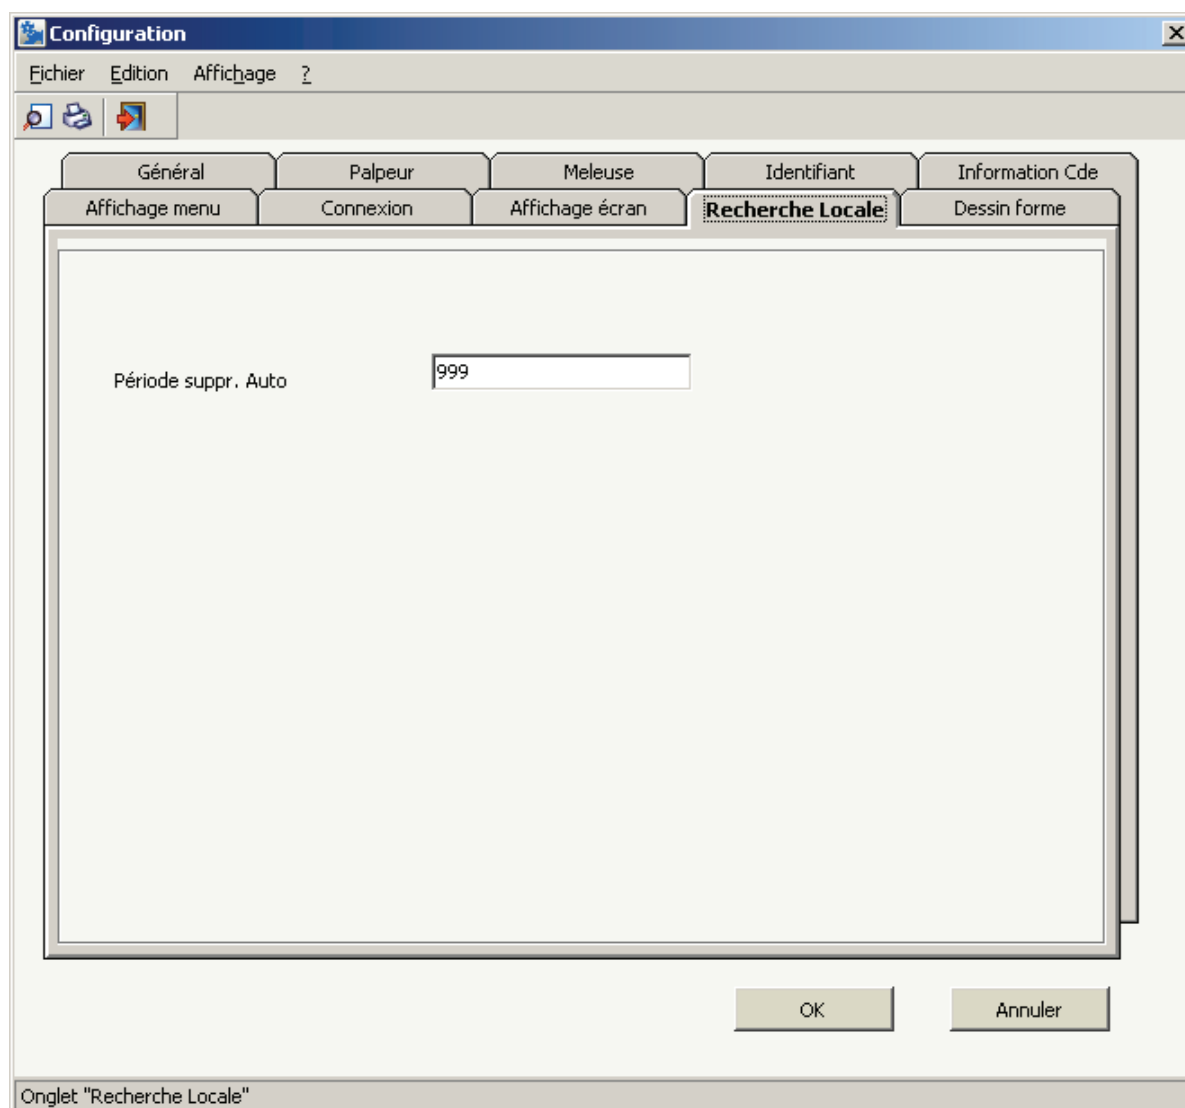 Configuration
Fichier Edition Affichage ?
Général Palpeur Meleuse Identifiant Information Cde
Affichage menu Connexion Affichage écran Recherche Locale Dessin forme
Période suppr. Auto 999
OK Annuler
Onglet "Recherche Locale"